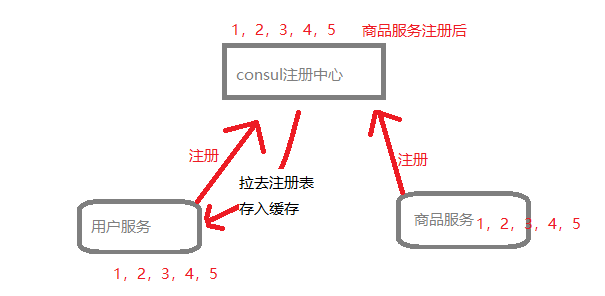 1，2，3，4，5 商品服务注册后
consul注册中心
注册
注册
拉去注册表
存入缓存
用户服务
商品服务
1，2，3，4，5
1，2，3，4，5